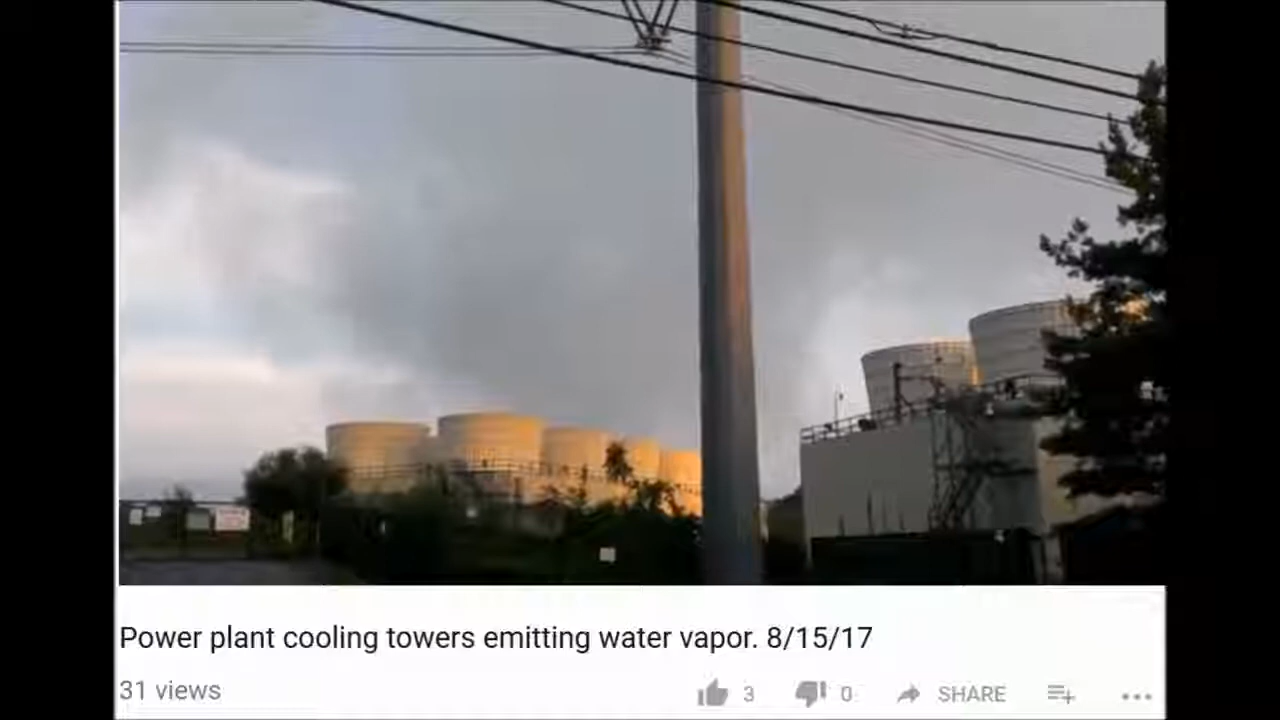 Power plant cooling towers emitting water vapor. 8/15/17
31 views
3
0
SHARE